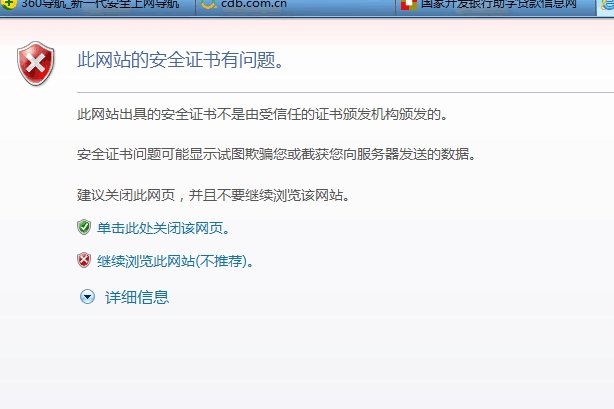 360导航_新一代安全上网导航
cdb.com.cn
国家开发银行助学贷款信息网
此网站的安全证书有问题。
此网站出具的安全证书不是由受信任的证书颁发机构颁发的。
安全证书问题可能显示试图欺骗您或截获您向服务器发送的数据。
建议关闭此网页，并且不要继续浏览该网站。
单击此处关闭该网页。
继续浏览此网站(不推荐)。
详细信息